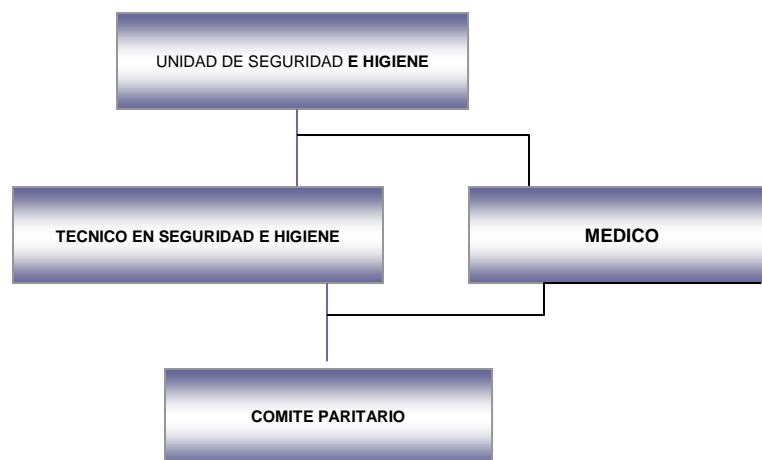 UNIDAD DE SEGURIDAD E HIGIENE
TECNICO EN SEGURIDAD E HIGIENE
MEDICO
COMITE PARITARIO